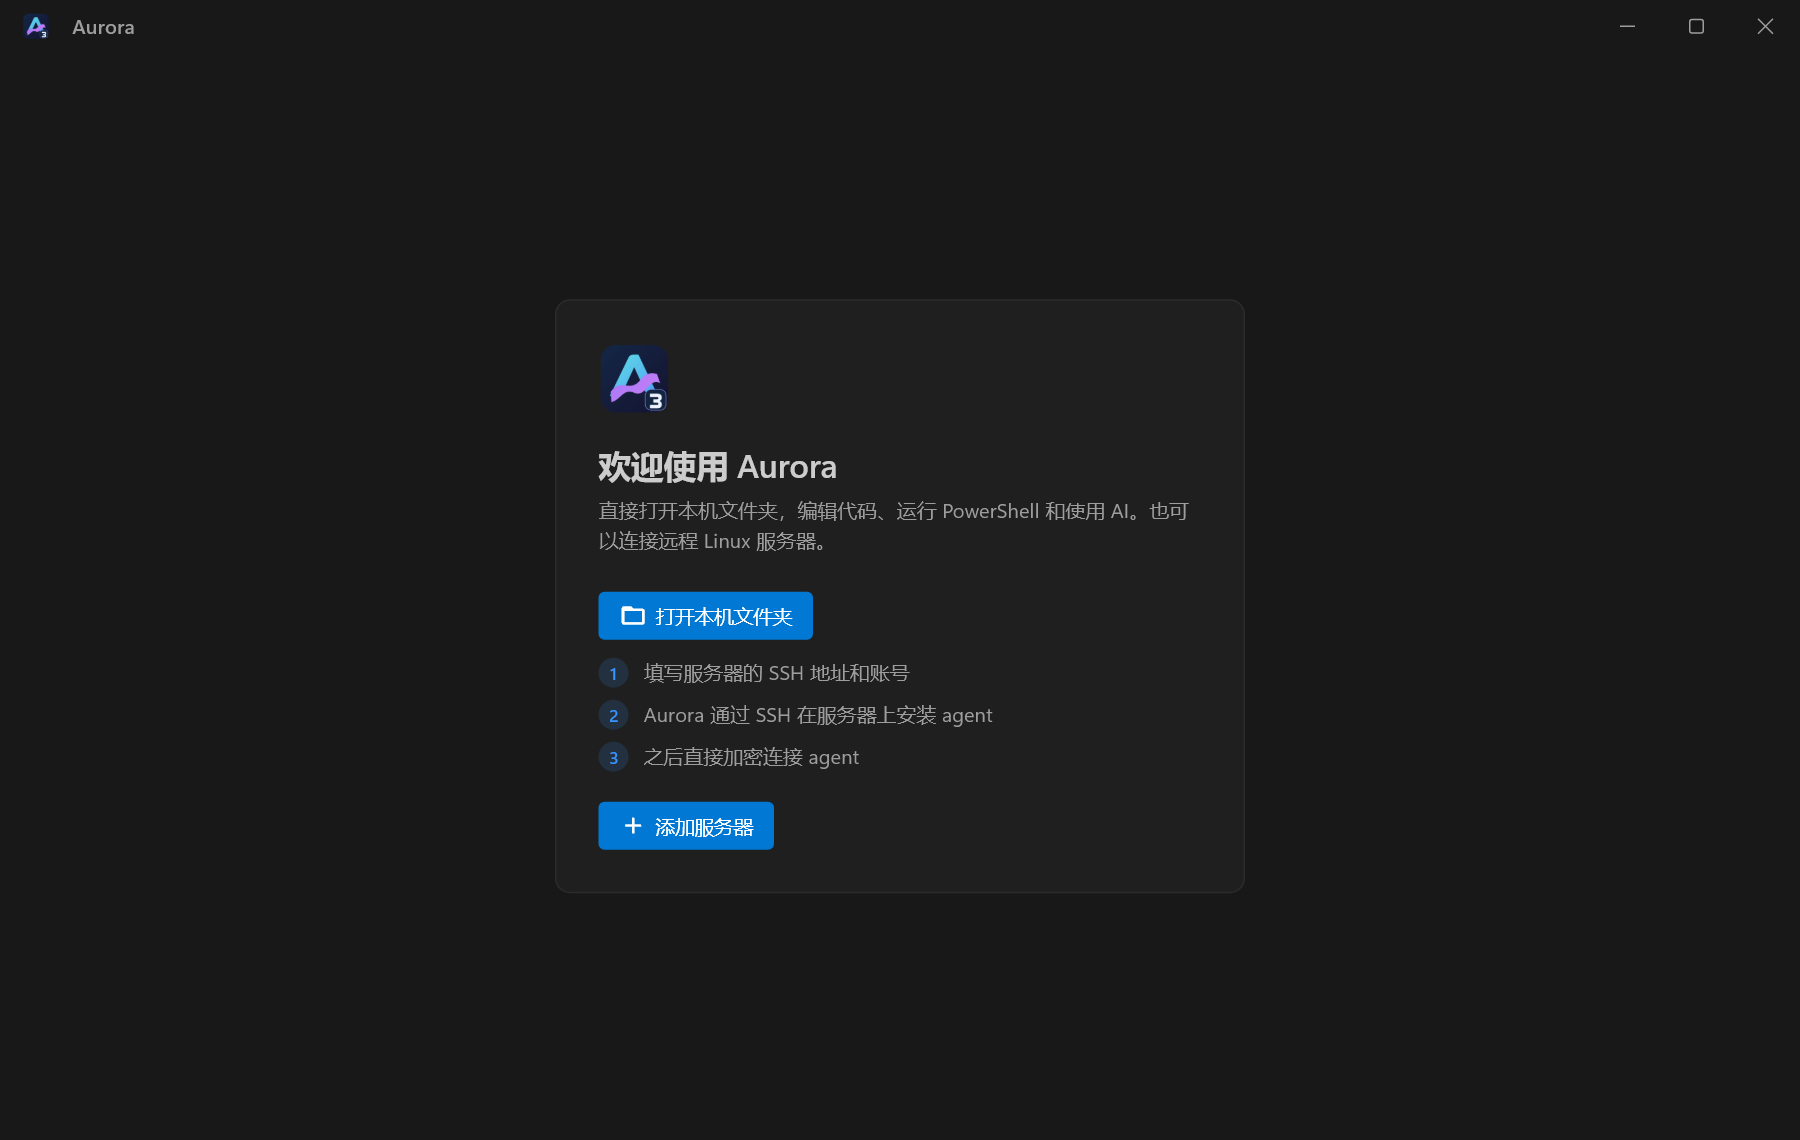 Aurora
欢迎使用 Aurora
直接打开本机文件夹，编辑代码、运行 PowerShell 和使用 AI。也可
以连接远程 Linux 服务器。
打开本机文件夹
1 填写服务器的 SSH 地址和账号
2 Aurora 通过 SSH 在服务器上安装 agent
3 之后直接加密连接 agent
添加服务器